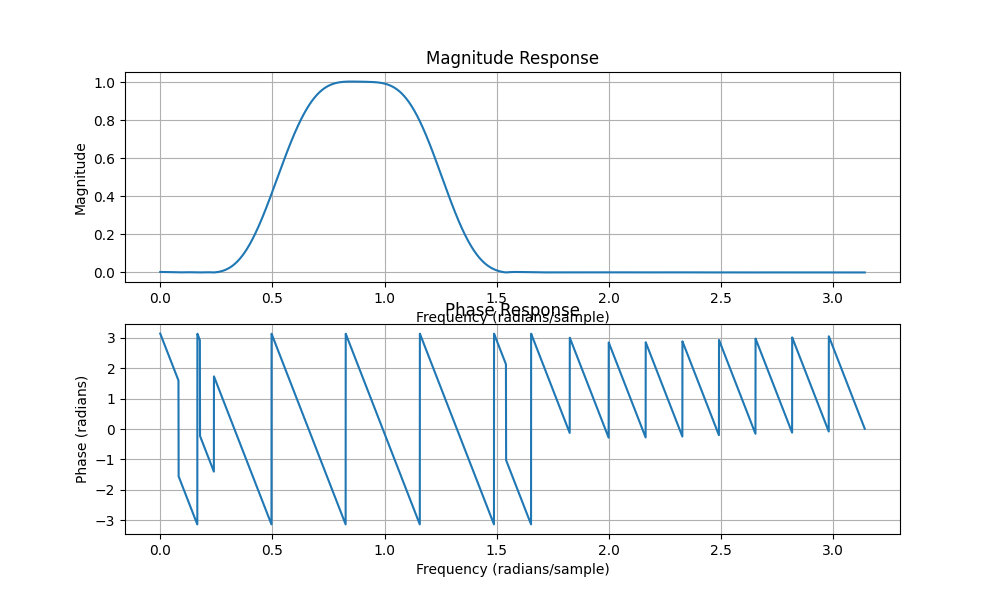 Magnitude Response
1.0
0.8
0.6
0.4
0.2
0.0
Magnitude
0.0 0.5 1.0 1.5 2.0 2.5 3.0
Frequency (radians/sample)
Phase Response
3
2
1
0
−1
−2
−3
Phase (radians)
0.0 0.5 1.0 1.5 2.0 2.5 3.0
Frequency (radians/sample)